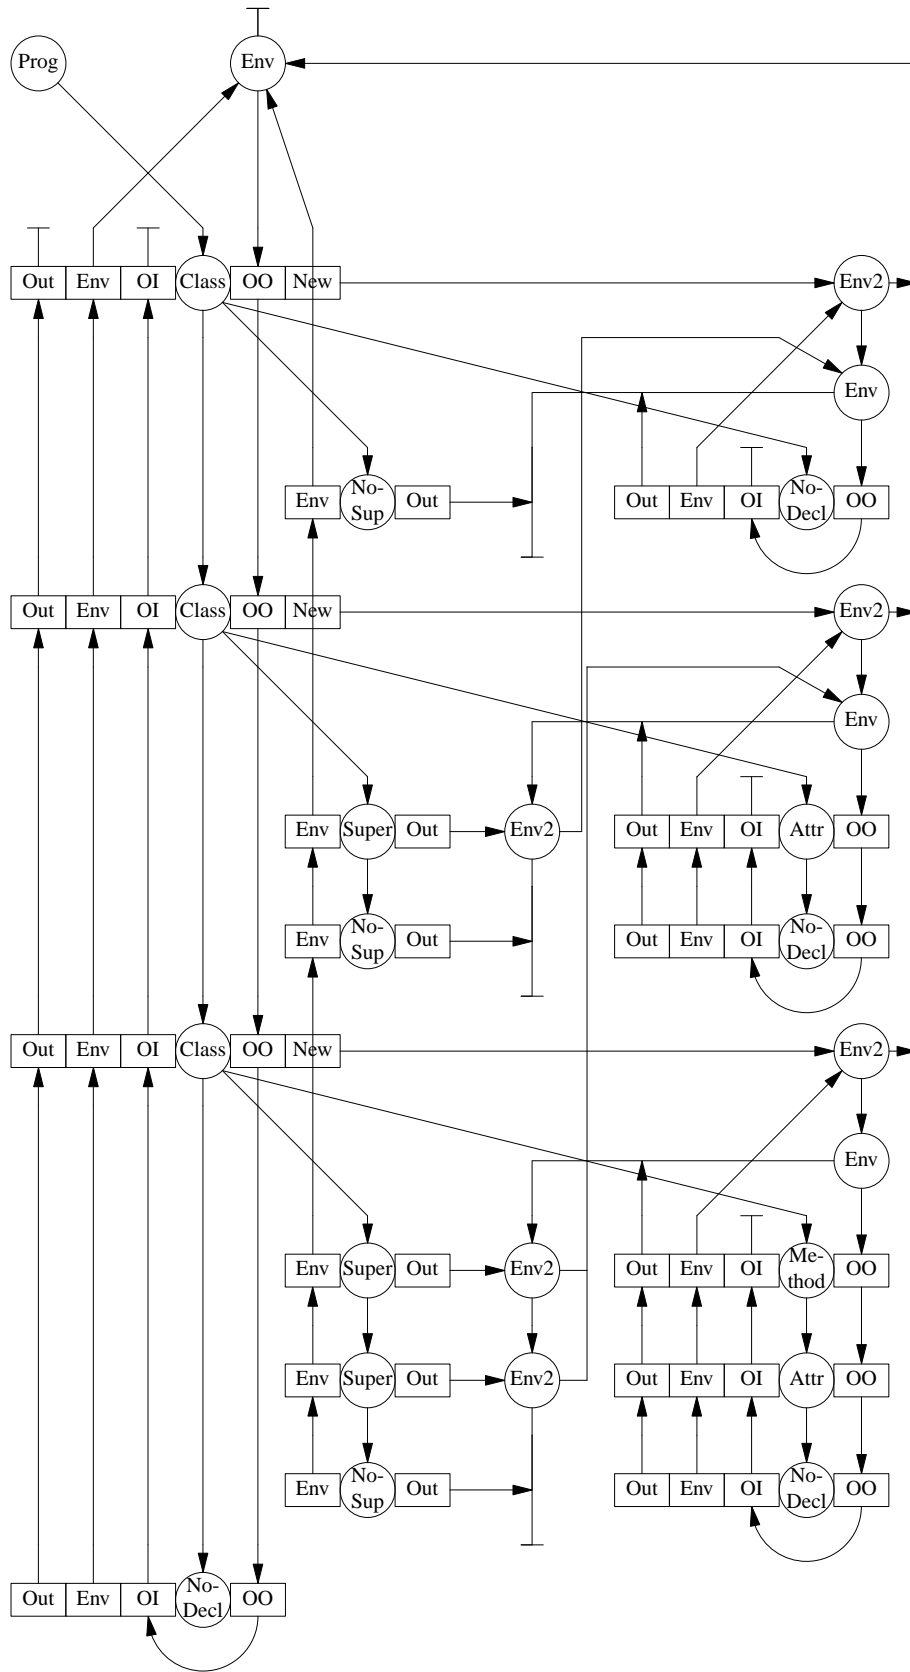 Prog Env
Out Env OI Class OO New Env2
Env
Env No- Out Out Env OI No- OO
Sup Decl
Out Env OI Class OO New Env2
Env
Env Super Out Env2 Out Env OI Attr OO
Env No- Out Out Env OI No- OO
Sup Decl
Out Env OI Class OO New Env2
Env
Env Super Out Env2 Out Env OI Me- OO
thod
Env Super Out Env2 Out Env OI Attr OO
Env No- Out Out Env OI No- OO
Sup Decl
Out Env OI No- OO
Decl